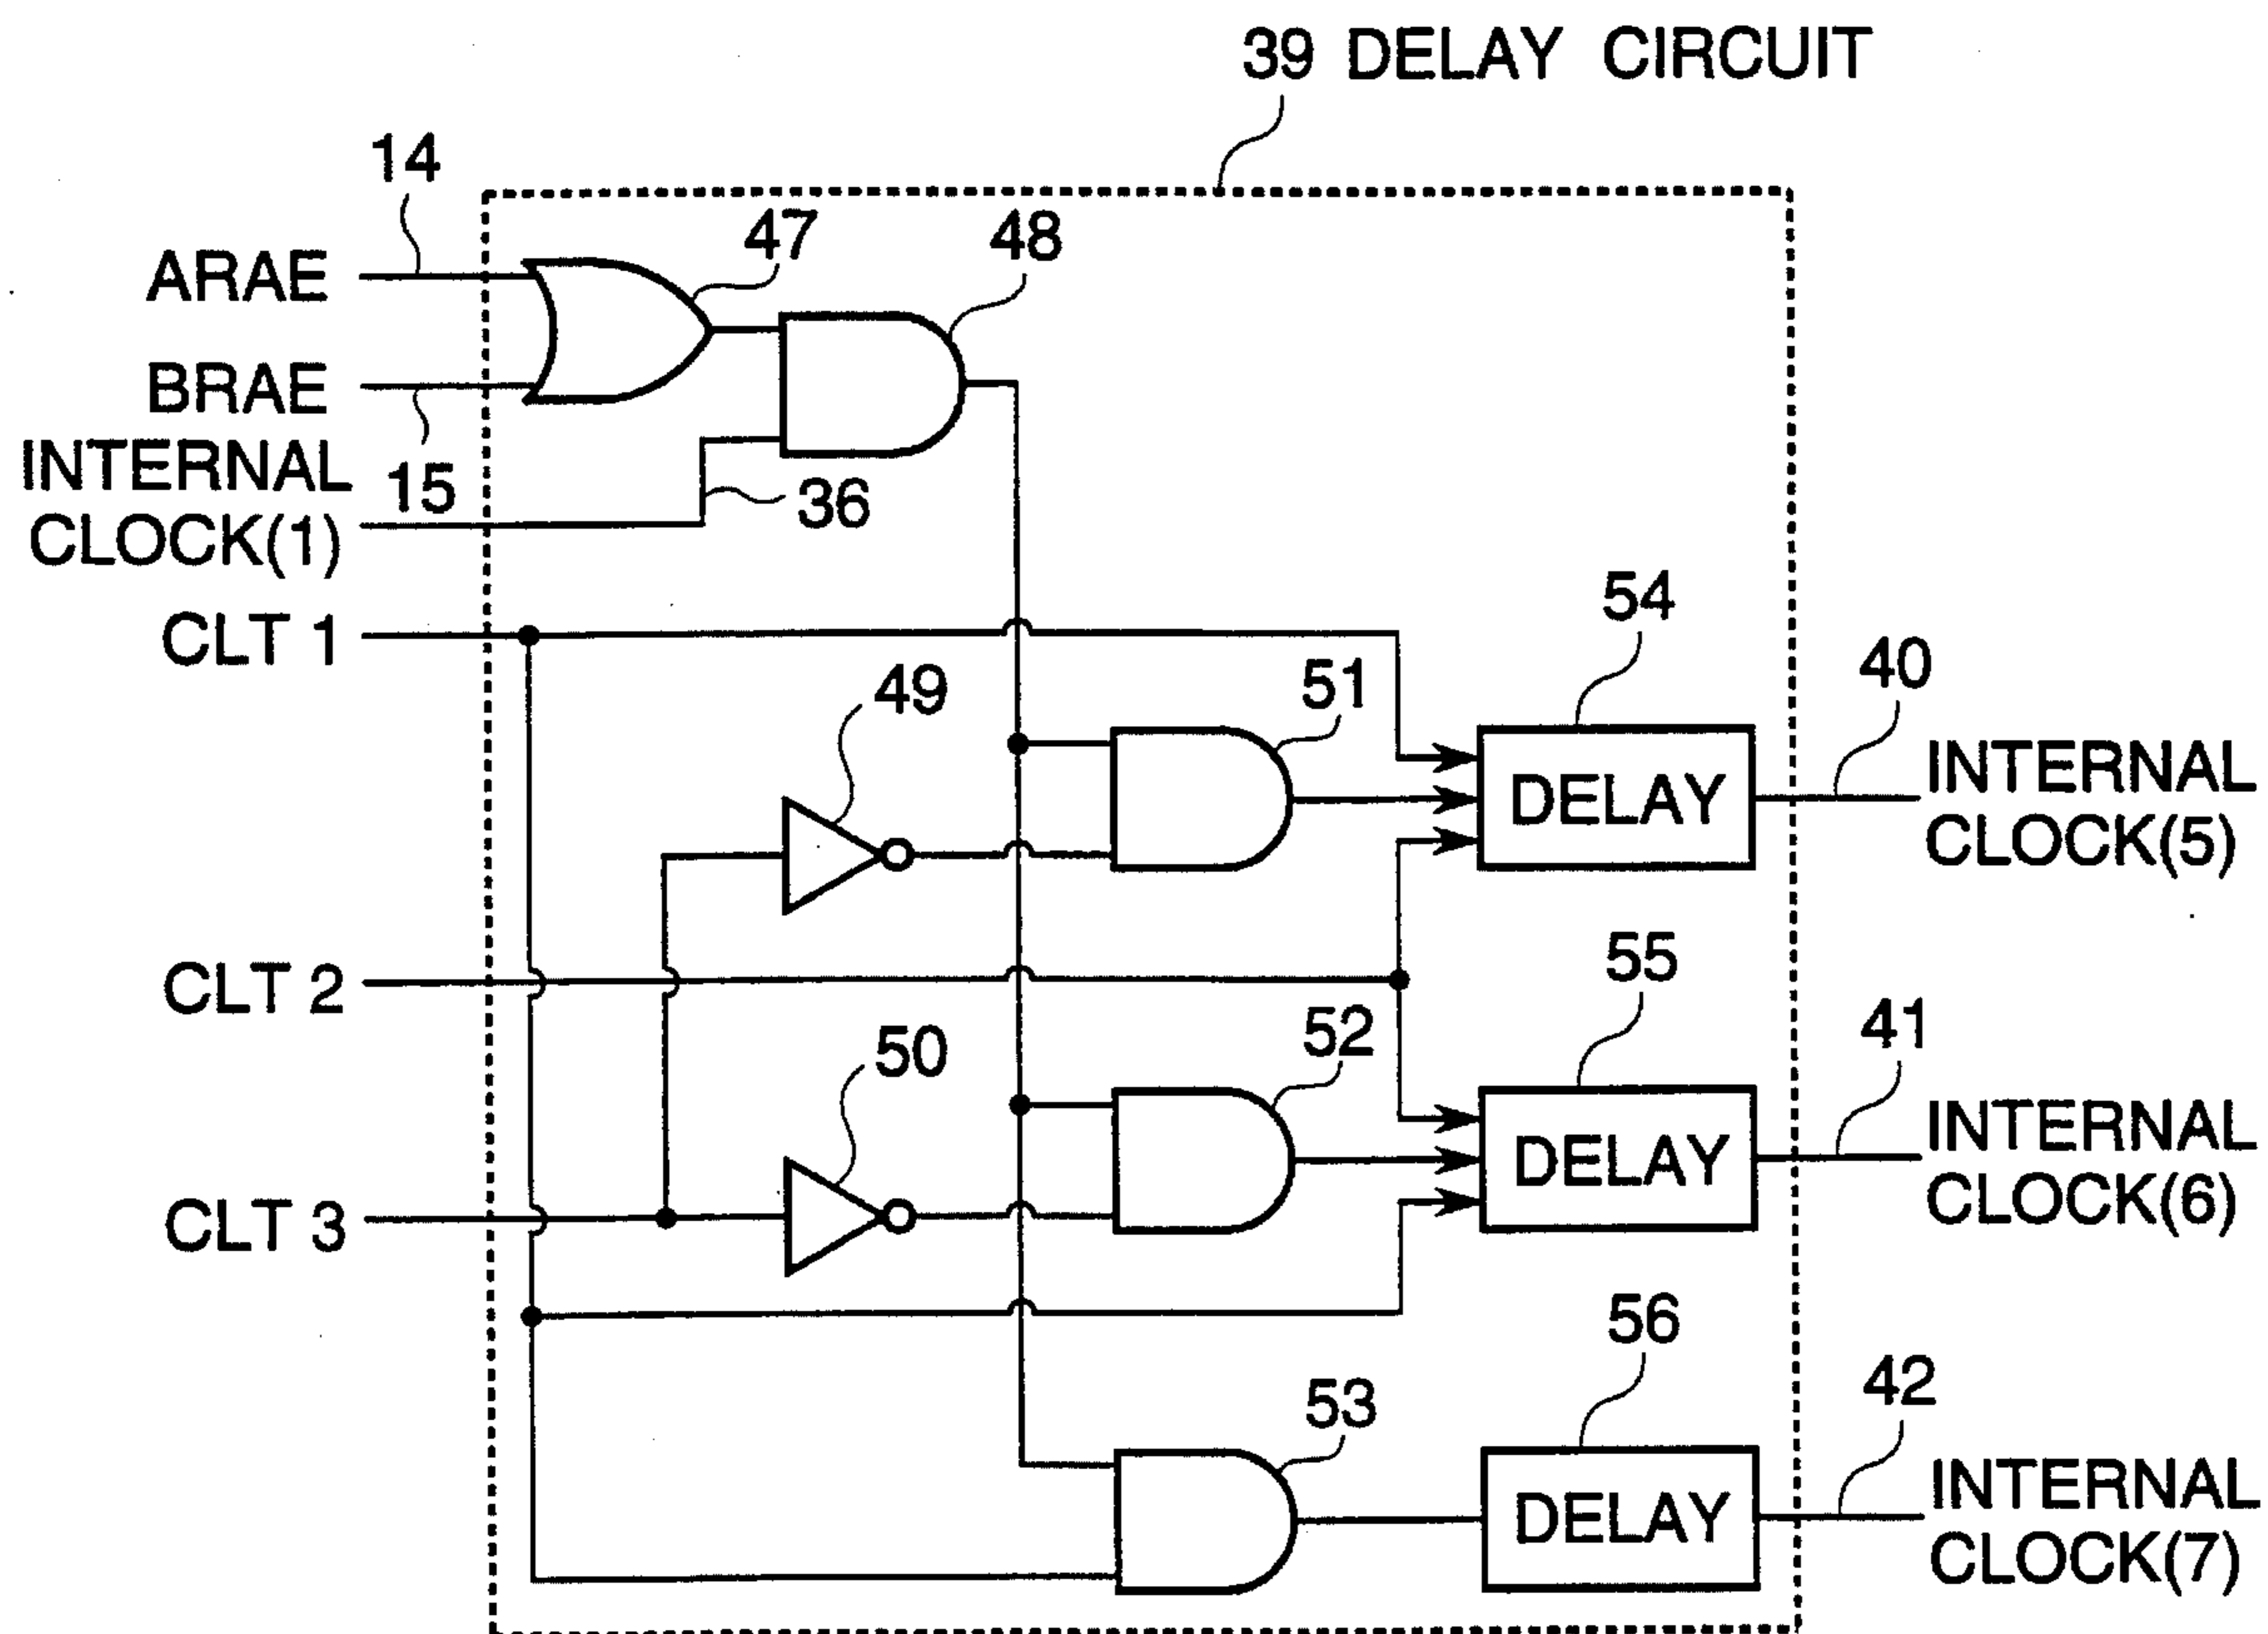 39 DELAY CIRCUIT
14
47
48
ARAE
BRAE
INTERNAL
CLOCK(1)
15
36
CLT 1
54
49
51
40
DELAY
INTERNAL
CLOCK(5)
CLT 2
55
50
52
41
DELAY
INTERNAL
CLOCK(6)
CLT 3
56
53
42
DELAY
INTERNAL
CLOCK(7)